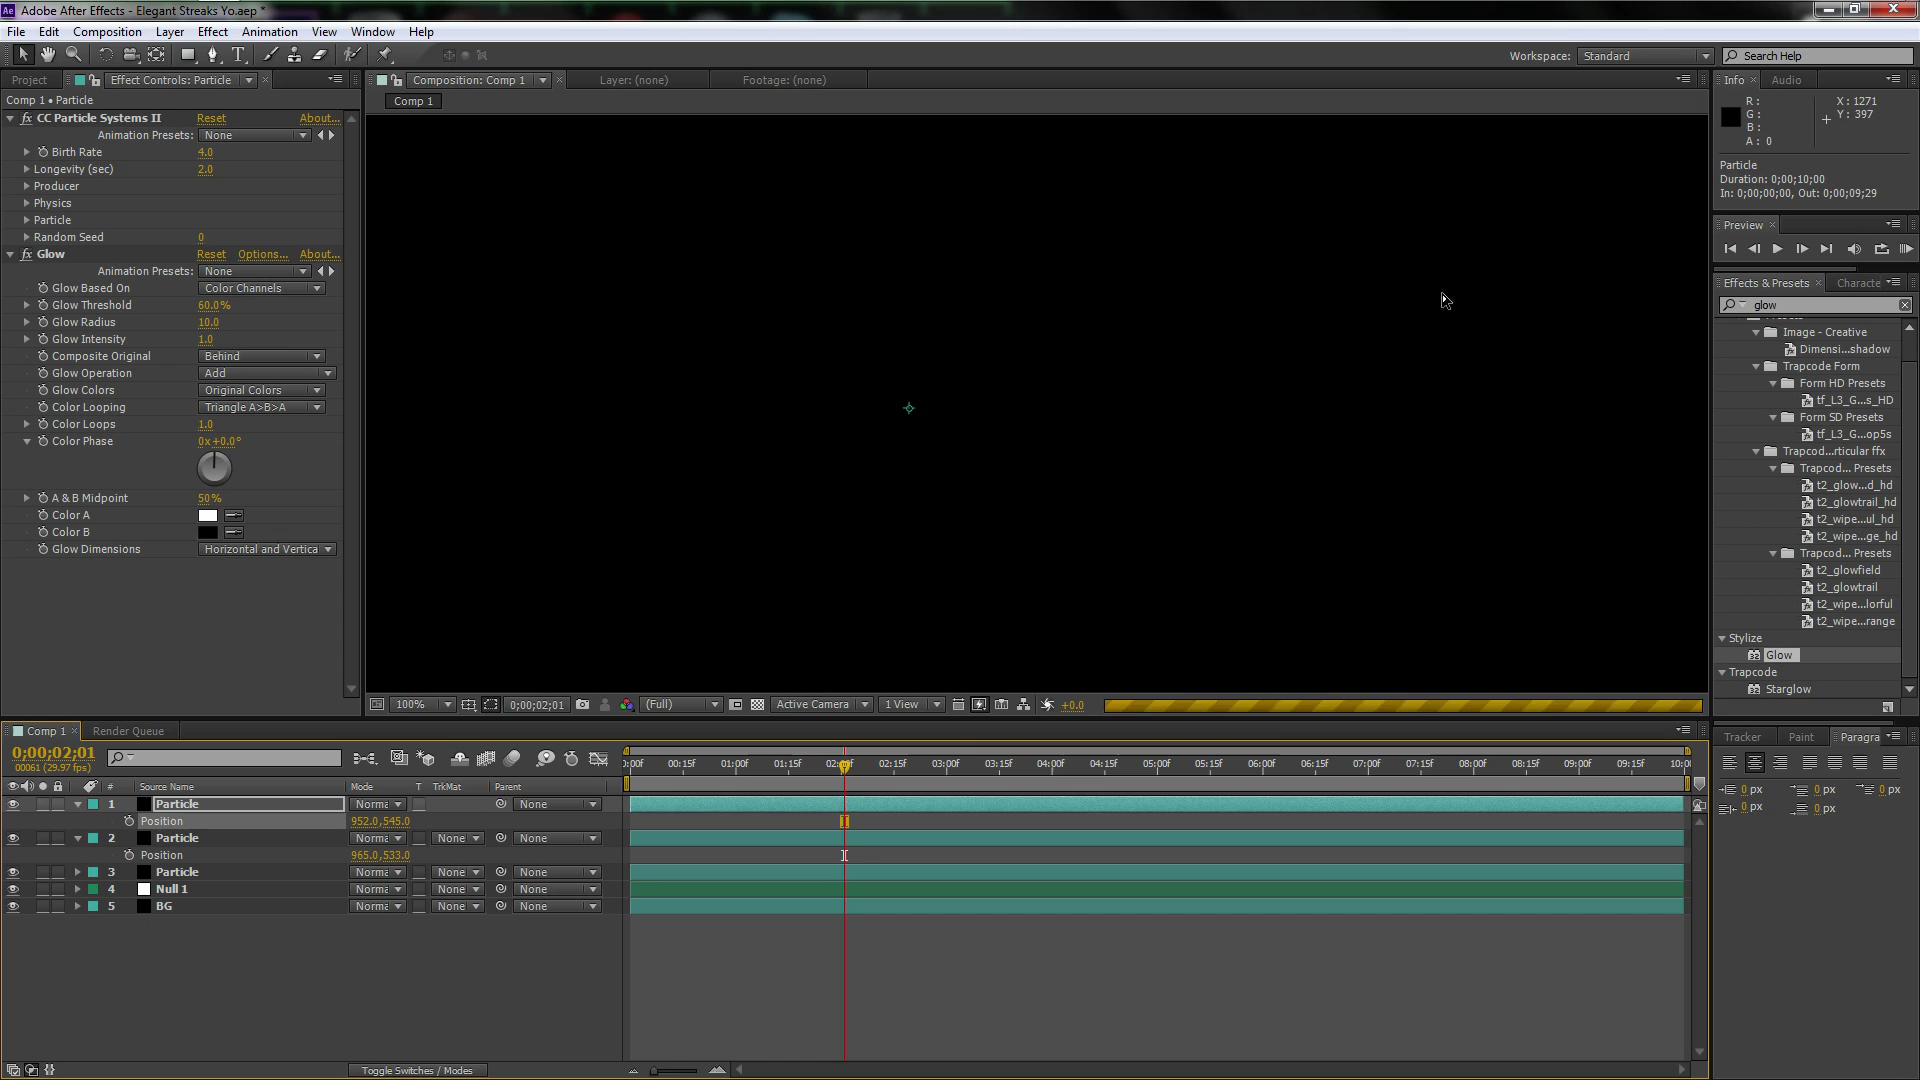 Adobe After Effects - Elegant Streaks Yo.aep *
File Edit Composition Layer Effect Animation View Window Help
Workspace: Standard Search Help
Project Effect Controls: Particle
Comp 1 • Particle
CC Particle Systems II Reset About...
Animation Presets: None
Birth Rate 4.0
Longevity (sec) 2.0
Producer
Physics
Particle
Random Seed 0
Glow Reset Options... About...
Animation Presets: None
Glow Based On Color Channels
Glow Threshold 60.0%
Glow Radius 10.0
Glow Intensity 1.0
Composite Original Behind
Glow Operation Add
Glow Colors Original Colors
Color Looping Triangle A>B>A
Color Loops 1.0
Color Phase 0x+0.0°
A & B Midpoint 50%
Color A
Color B
Glow Dimensions Horizontal and Vertica
Composition: Comp 1 Layer: (none) Footage: (none)
Comp 1
100% 0;00;02;01 (Full) Active Camera 1 View +0.0
Info Audio
R: X: 1271
G: Y: 397
B:
A: 0
Particle
Duration: 0;00;10;00
In: 0;00;00;00, Out: 0;00;09;29
Preview
Effects & Presets Characte
glow
Image - Creative
Dimensi...shadow
Trapcode Form
Form HD Presets
tf_L3_G...s_HD
Form SD Presets
tf_L3_G...op5s
Trapcod...rticular ffx
Trapcod... Presets
t2_glow...d_hd
t2_glowtrail_hd
t2_wipe...ul_hd
t2_wipe...ge_hd
Trapcod... Presets
t2_glowfield
t2_glowtrail
t2_wipe...lorful
t2_wipe...range
Stylize
Glow
Trapcode
Starglow
Tracker Paint Paragra
0 px 0 px 0 px
0 px 0 px
Comp 1 Render Queue
0;00;02;01
00061 (29.97 fps)
# Source Name Mode T TrkMat Parent
0:00f 00:15f 01:00f 01:15f 02:00f 02:15f 03:00f 03:15f 04:00f 04:15f 05:00f 05:15f 06:00f 06:15f 07:00f 07:15f 08:00f 08:15f 09:00f 09:15f 10:00
1 Particle Norma None
Position 952.0,545.0
2 Particle Norma None None
Position 965.0,533.0
3 Particle Norma None None
4 Null 1 Norma None None
5 BG Norma None None
Toggle Switches / Modes